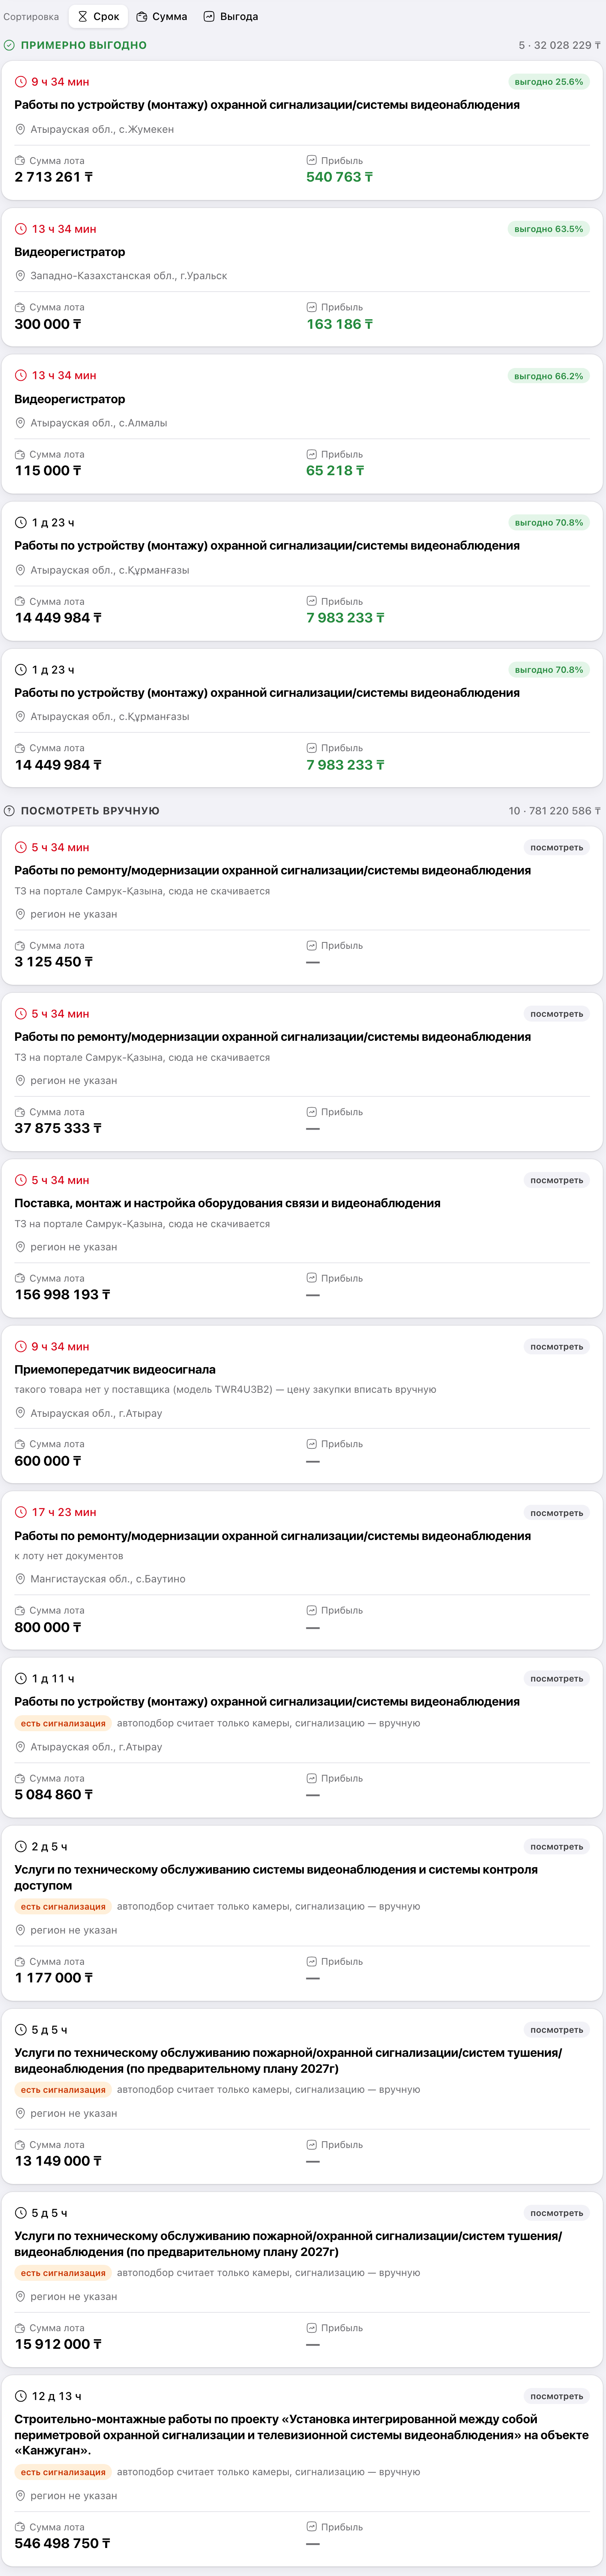 Сортировка Срок Сумма Выгода
ПРИМЕРНО ВЫГОДНО 5 · 32 028 229 ₸
9 ч 34 мин выгодно 25.6%
Работы по устройству (монтажу) охранной сигнализации/системы видеонаблюдения
Атырауская обл., с.Жумекен
Сумма лота Прибыль
2 713 261 ₸ 540 763 ₸
13 ч 34 мин выгодно 63.5%
Видеорегистратор
Западно-Казахстанская обл., г.Уральск
Сумма лота Прибыль
300 000 ₸ 163 186 ₸
13 ч 34 мин выгодно 66.2%
Видеорегистратор
Атырауская обл., с.Алмалы
Сумма лота Прибыль
115 000 ₸ 65 218 ₸
1 д 23 ч выгодно 70.8%
Работы по устройству (монтажу) охранной сигнализации/системы видеонаблюдения
Атырауская обл., с.Құрманғазы
Сумма лота Прибыль
14 449 984 ₸ 7 983 233 ₸
1 д 23 ч выгодно 70.8%
Работы по устройству (монтажу) охранной сигнализации/системы видеонаблюдения
Атырауская обл., с.Құрманғазы
Сумма лота Прибыль
14 449 984 ₸ 7 983 233 ₸
ПОСМОТРЕТЬ ВРУЧНУЮ 10 · 781 220 586 ₸
5 ч 34 мин посмотреть
Работы по ремонту/модернизации охранной сигнализации/системы видеонаблюдения
ТЗ на портале Самрук-Қазына, сюда не скачивается
регион не указан
Сумма лота Прибыль
3 125 450 ₸ —
5 ч 34 мин посмотреть
Работы по ремонту/модернизации охранной сигнализации/системы видеонаблюдения
ТЗ на портале Самрук-Қазына, сюда не скачивается
регион не указан
Сумма лота Прибыль
37 875 333 ₸ —
5 ч 34 мин посмотреть
Поставка, монтаж и настройка оборудования связи и видеонаблюдения
ТЗ на портале Самрук-Қазына, сюда не скачивается
регион не указан
Сумма лота Прибыль
156 998 193 ₸ —
9 ч 34 мин посмотреть
Приемопередатчик видеосигнала
такого товара нет у поставщика (модель TWR4U3B2) — цену закупки вписать вручную
Атырауская обл., г.Атырау
Сумма лота Прибыль
600 000 ₸ —
17 ч 23 мин посмотреть
Работы по ремонту/модернизации охранной сигнализации/системы видеонаблюдения
к лоту нет документов
Мангистауская обл., с.Баутино
Сумма лота Прибыль
800 000 ₸ —
1 д 11 ч посмотреть
Работы по устройству (монтажу) охранной сигнализации/системы видеонаблюдения
есть сигнализация автоподбор считает только камеры, сигнализацию — вручную
Атырауская обл., г.Атырау
Сумма лота Прибыль
5 084 860 ₸ —
2 д 5 ч посмотреть
Услуги по техническому обслуживанию системы видеонаблюдения и системы контроля
доступом
есть сигнализация автоподбор считает только камеры, сигнализацию — вручную
регион не указан
Сумма лота Прибыль
1 177 000 ₸ —
5 д 5 ч посмотреть
Услуги по техническому обслуживанию пожарной/охранной сигнализации/систем тушения/
видеонаблюдения (по предварительному плану 2027г)
есть сигнализация автоподбор считает только камеры, сигнализацию — вручную
регион не указан
Сумма лота Прибыль
13 149 000 ₸ —
5 д 5 ч посмотреть
Услуги по техническому обслуживанию пожарной/охранной сигнализации/систем тушения/
видеонаблюдения (по предварительному плану 2027г)
есть сигнализация автоподбор считает только камеры, сигнализацию — вручную
регион не указан
Сумма лота Прибыль
15 912 000 ₸ —
12 д 13 ч посмотреть
Строительно-монтажные работы по проекту «Установка интегрированной между собой
периметровой охранной сигнализации и телевизионной системы видеонаблюдения» на объекте
«Канжуган».
есть сигнализация автоподбор считает только камеры, сигнализацию — вручную
регион не указан
Сумма лота Прибыль
546 498 750 ₸ —